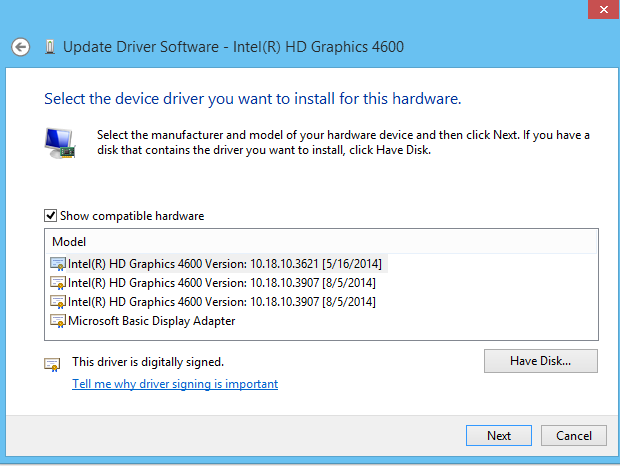 Update Driver Software - Intel(R) HD Graphics 4600
Select the device driver you want to install for this hardware.
Select the manufacturer and model of your hardware device and then click Next. If you have a
disk that contains the driver you want to install, click Have Disk.
Show compatible hardware
Model
Intel(R) HD Graphics 4600 Version: 10.18.10.3621 [5/16/2014]
Intel(R) HD Graphics 4600 Version: 10.18.10.3907 [8/5/2014]
Intel(R) HD Graphics 4600 Version: 10.18.10.3907 [8/5/2014]
Microsoft Basic Display Adapter
This driver is digitally signed.
Have Disk...
Tell me why driver signing is important
Next
Cancel